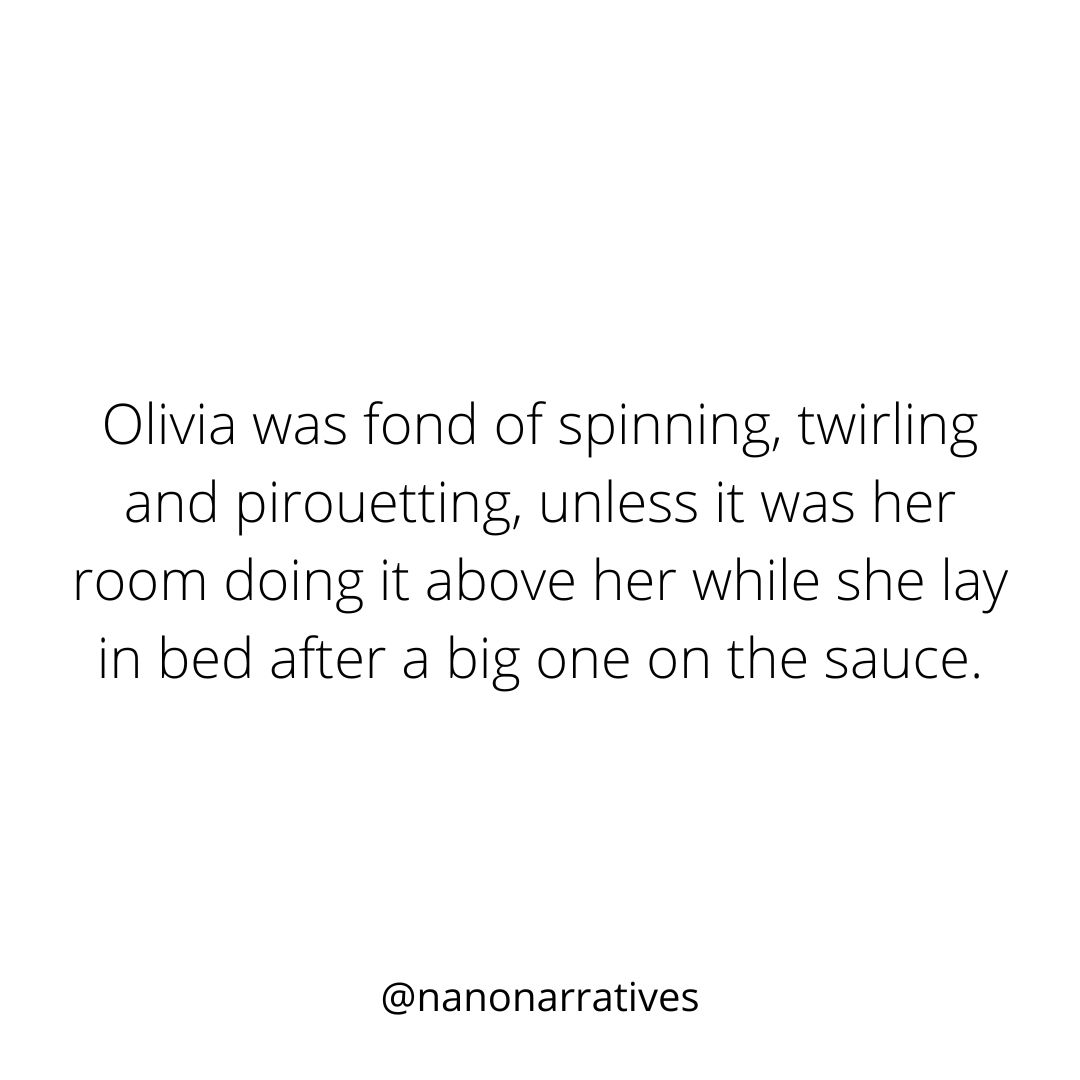 Olivia was fond of spinning, twirling
and pirouetting, unless it was her
room doing it above her while she lay
in bed after a big one on the sauce.
@nanonarratives